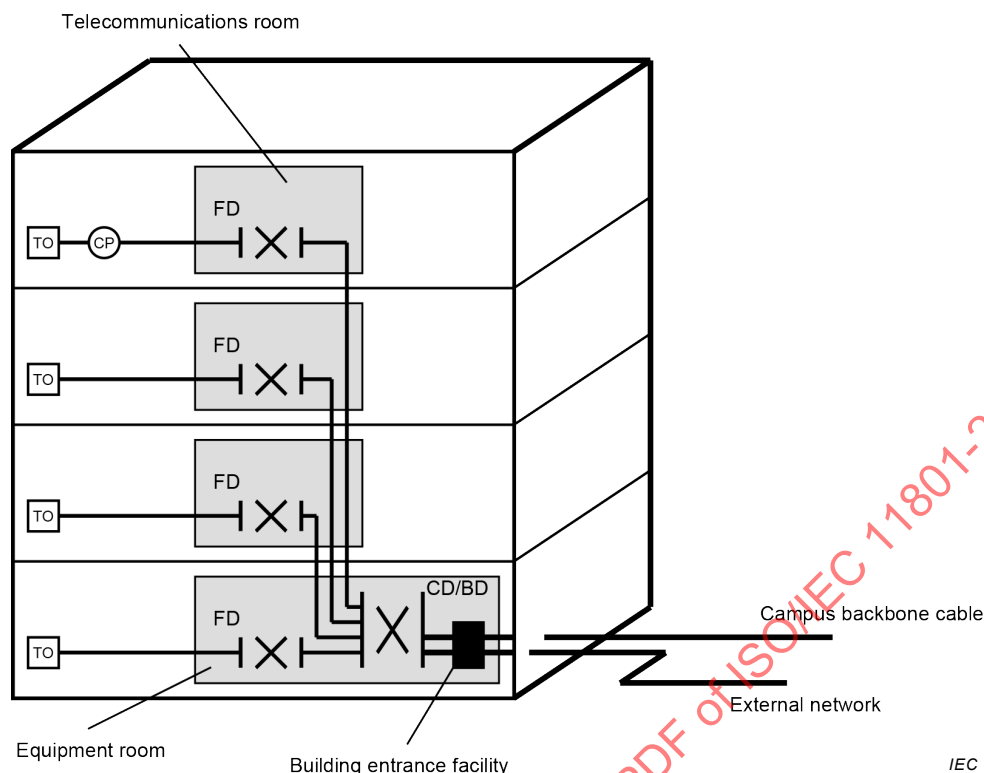 Telecommunications room
FD
TO
CP
FD
TO
FD
TO
CD/BD
FD
TO
Campus backbone cable
External network
Equipment room
Building entrance facility
IEC
PDF of ISO/IEC 11801-